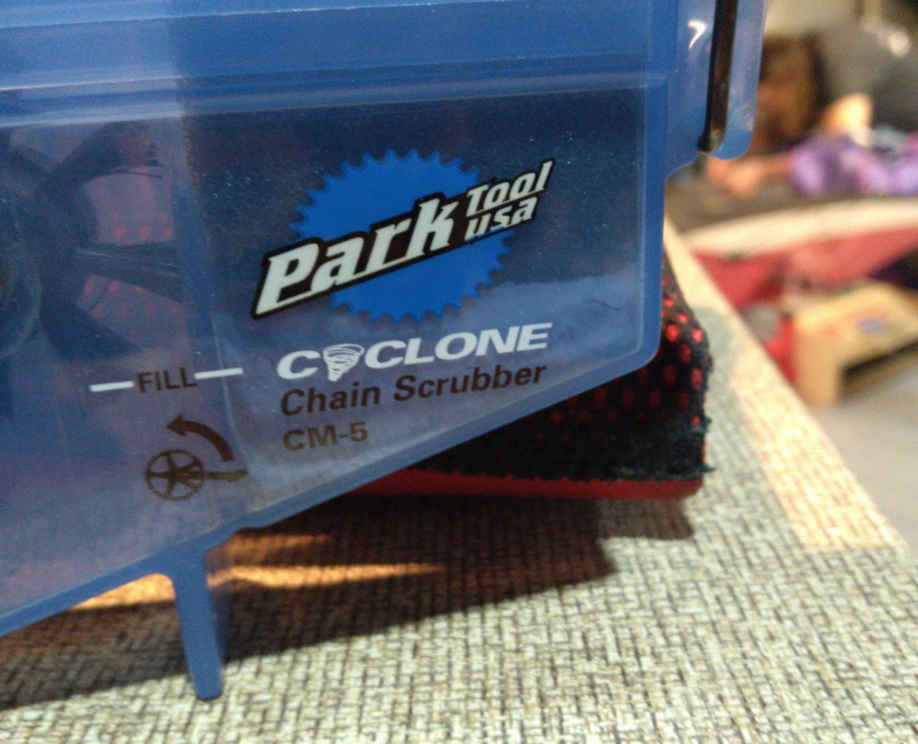 Park Tool
usa
CYCLONE
FILL
Chain Scrubber
CM-5